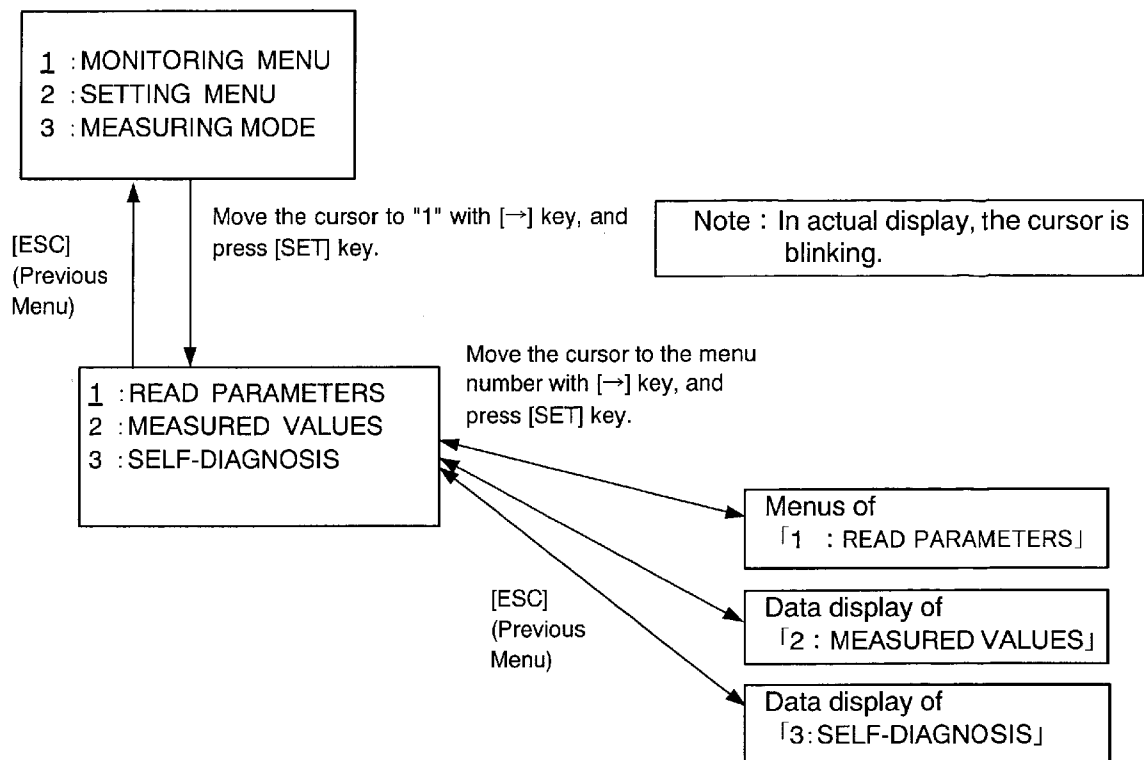 1 : MONITORING MENU
2 : SETTING MENU
3 : MEASURING MODE
[ESC]
(Previous
Menu)
Move the cursor to "1" with [→] key, and
press [SET] key.
Note : In actual display, the cursor is
blinking.
1 : READ PARAMETERS
2 : MEASURED VALUES
3 : SELF-DIAGNOSIS
Move the cursor to the menu
number with [→] key, and
press [SET] key.
[ESC]
(Previous
Menu)
Menus of
「1 : READ PARAMETERS」
Data display of
「2 : MEASURED VALUES」
Data display of
「3:SELF-DIAGNOSIS」